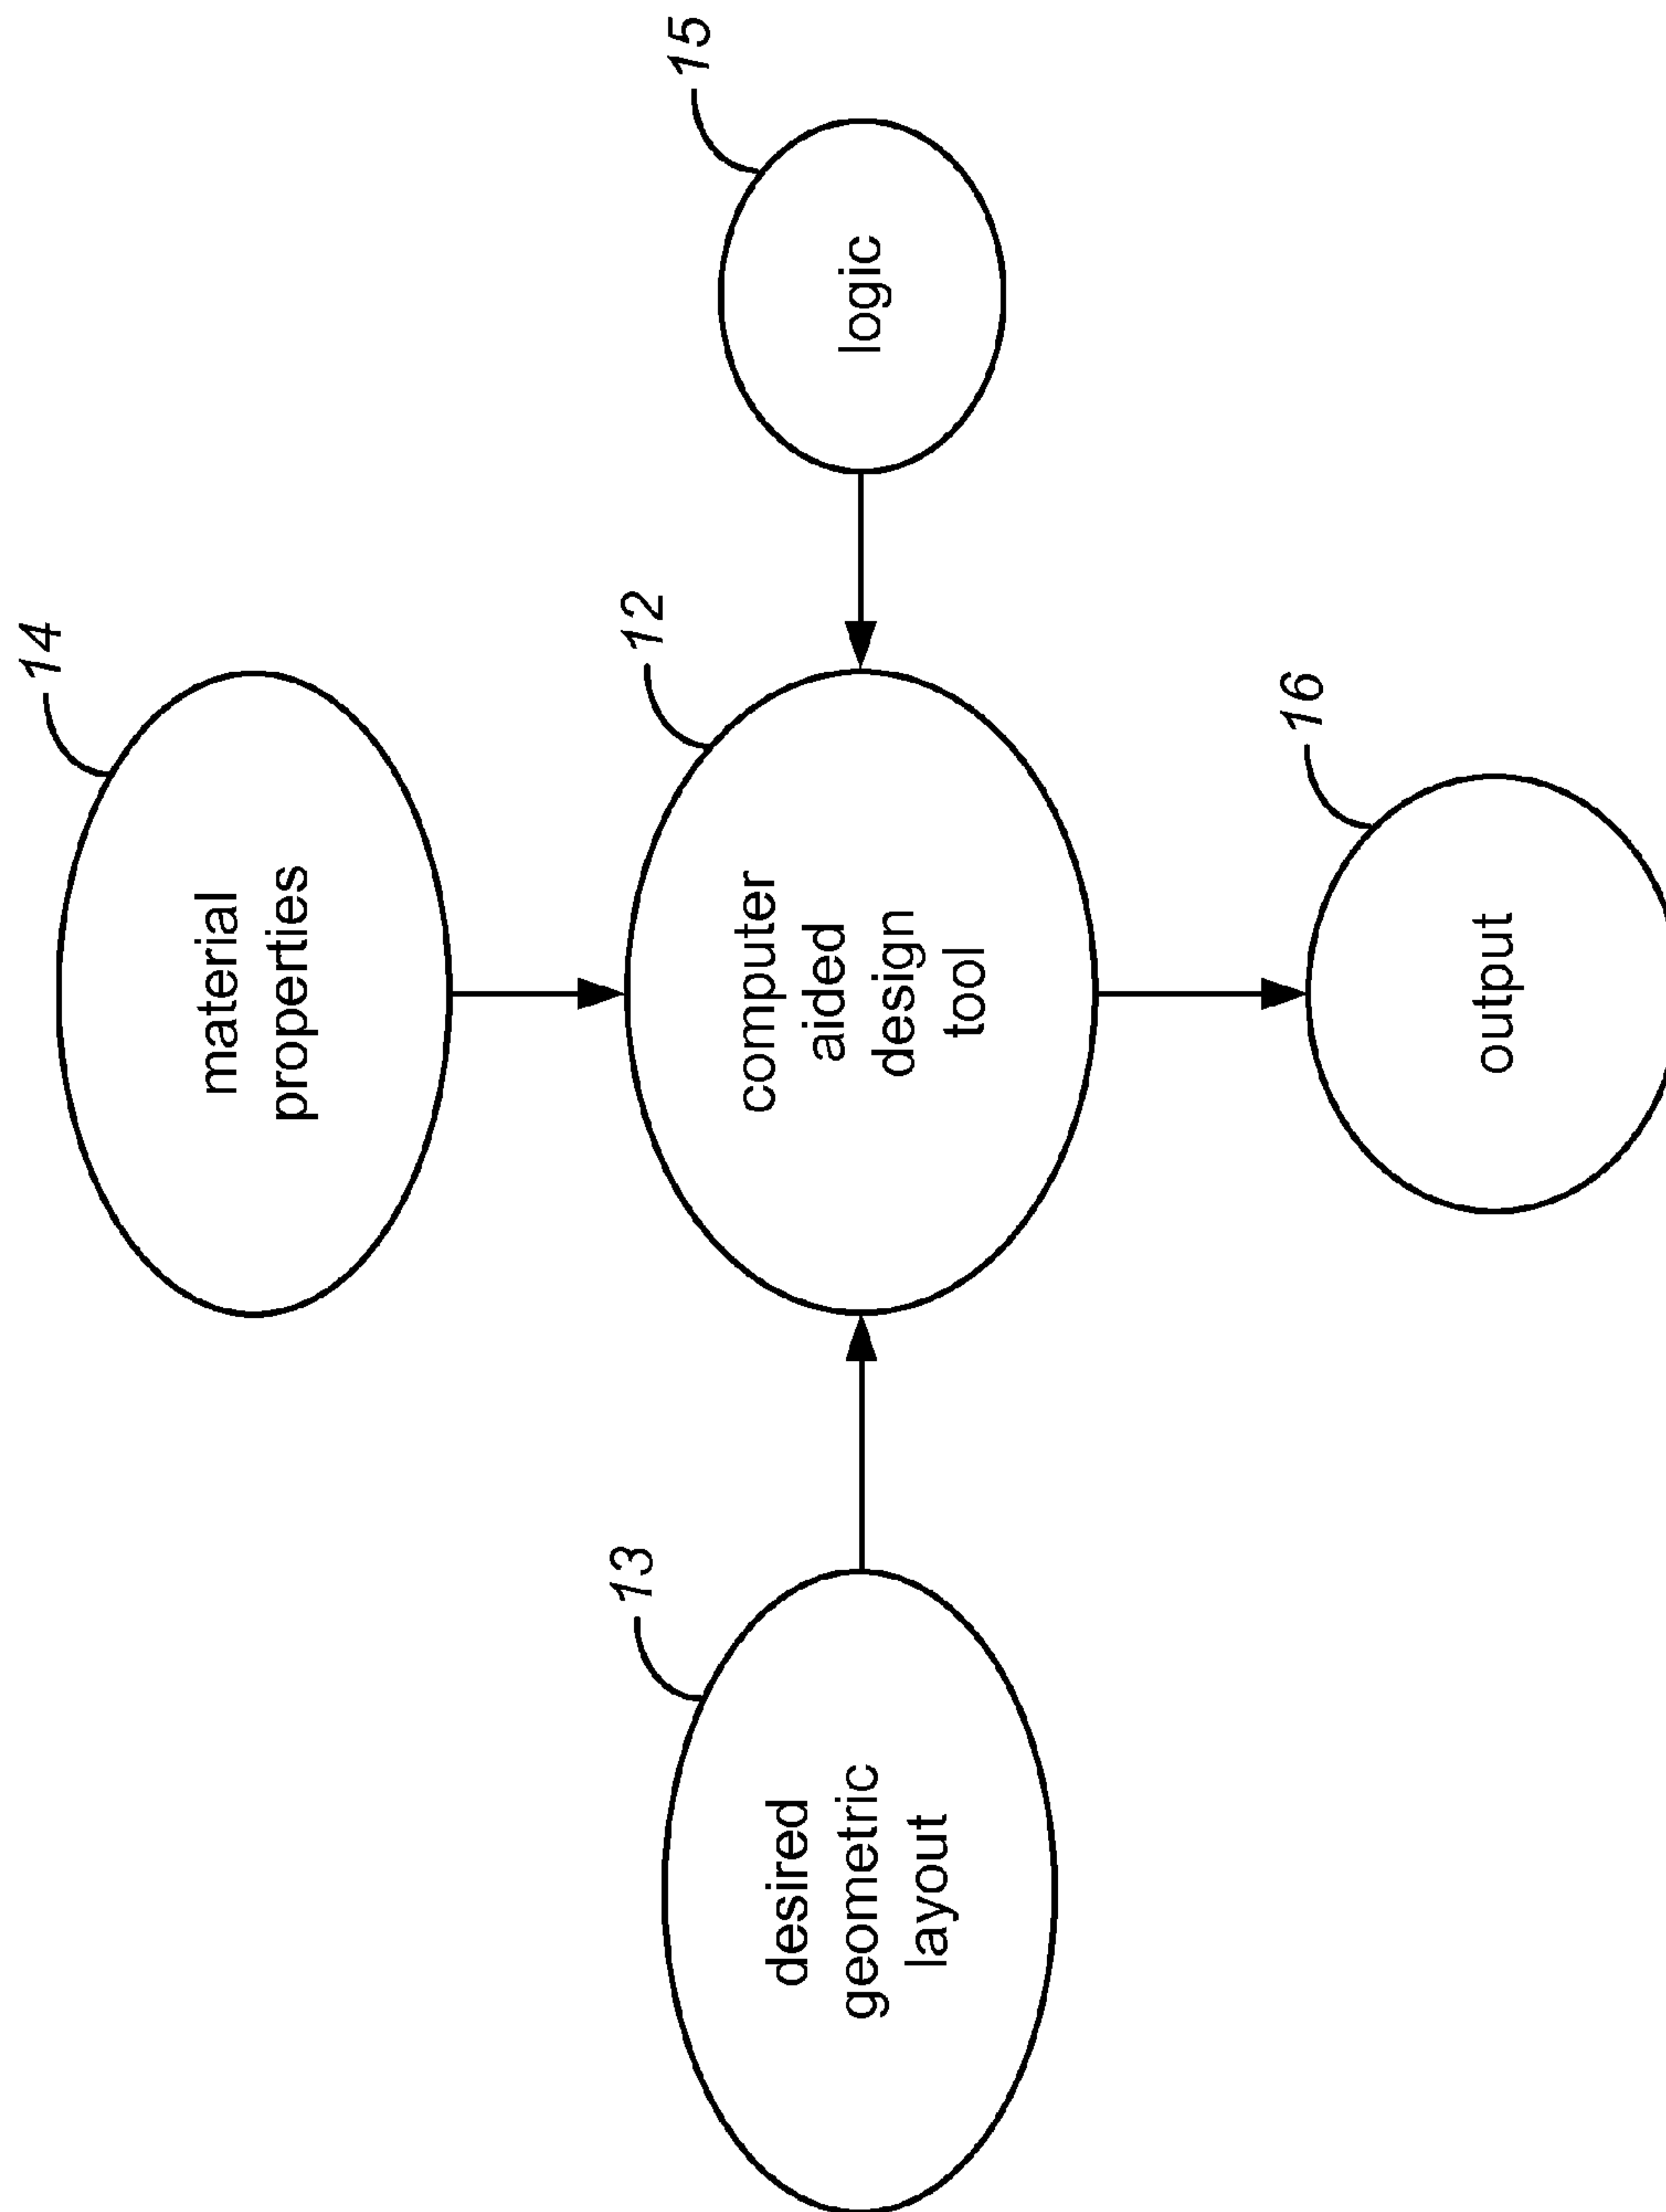 14
material
properties
13
desired
geometric
layout
12
computer
aided
design
tool
15
logic
16
output